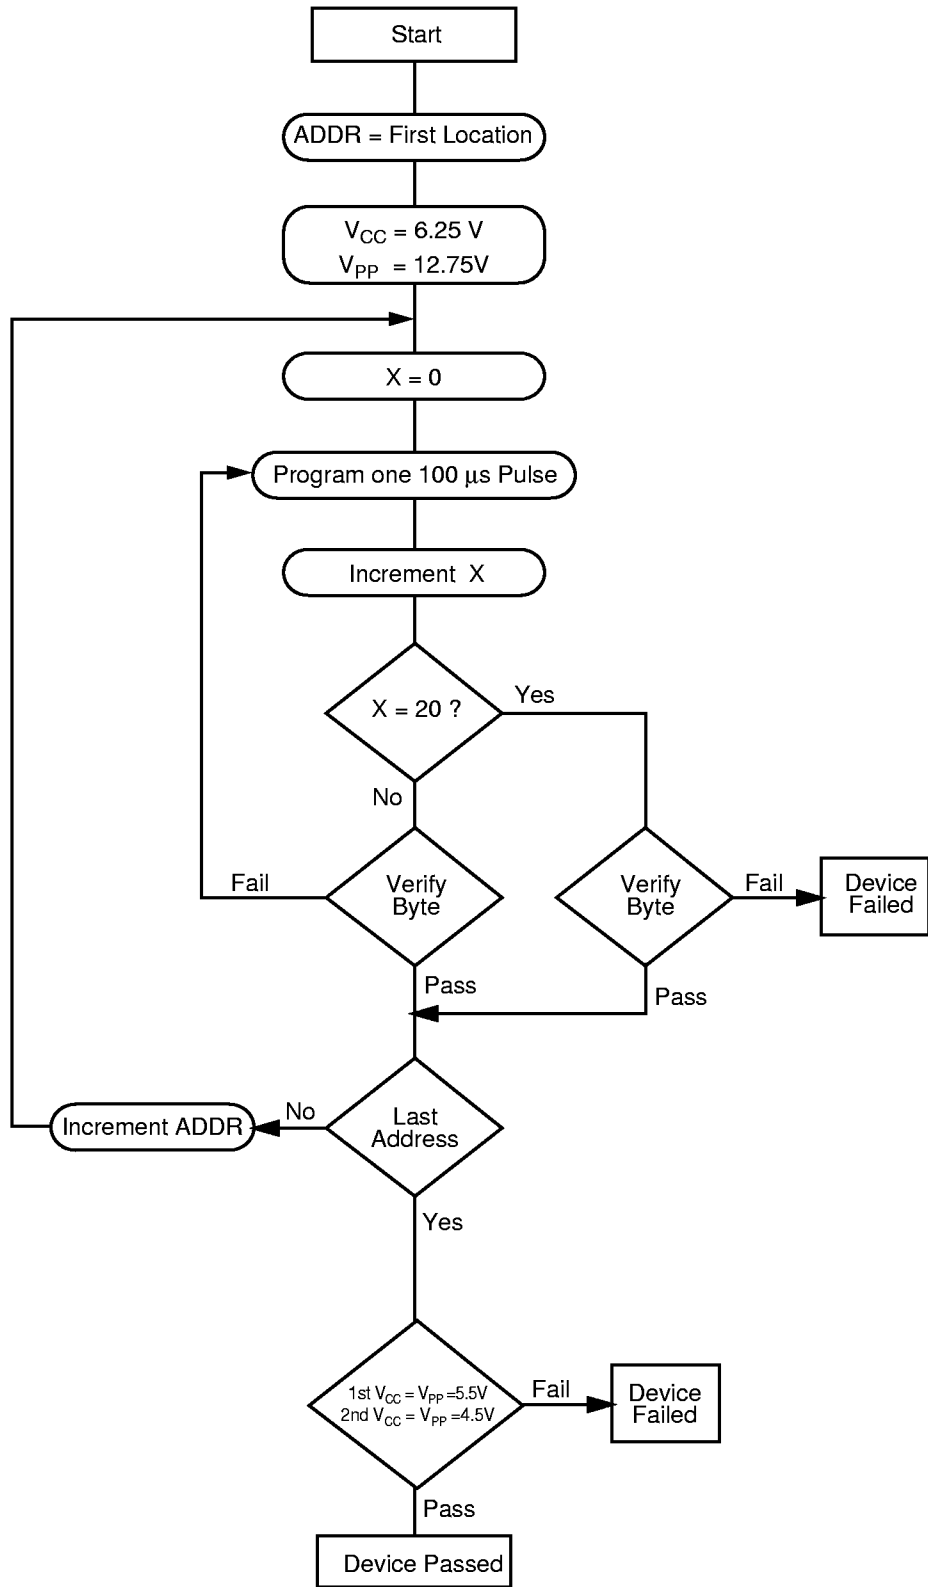 Start
ADDR = First Location
VCC = 6.25 V
VPP = 12.75V
X = 0
Program one 100 µs Pulse
Increment X
X = 20 ?
Yes
No
Fail
Verify
Byte
Verify
Byte
Fail
Device
Failed
Pass
Pass
Increment ADDR
No
Last
Address
Yes
1st VCC = VPP =5.5V
2nd VCC = VPP =4.5V
Fail
Device
Failed
Pass
Device Passed